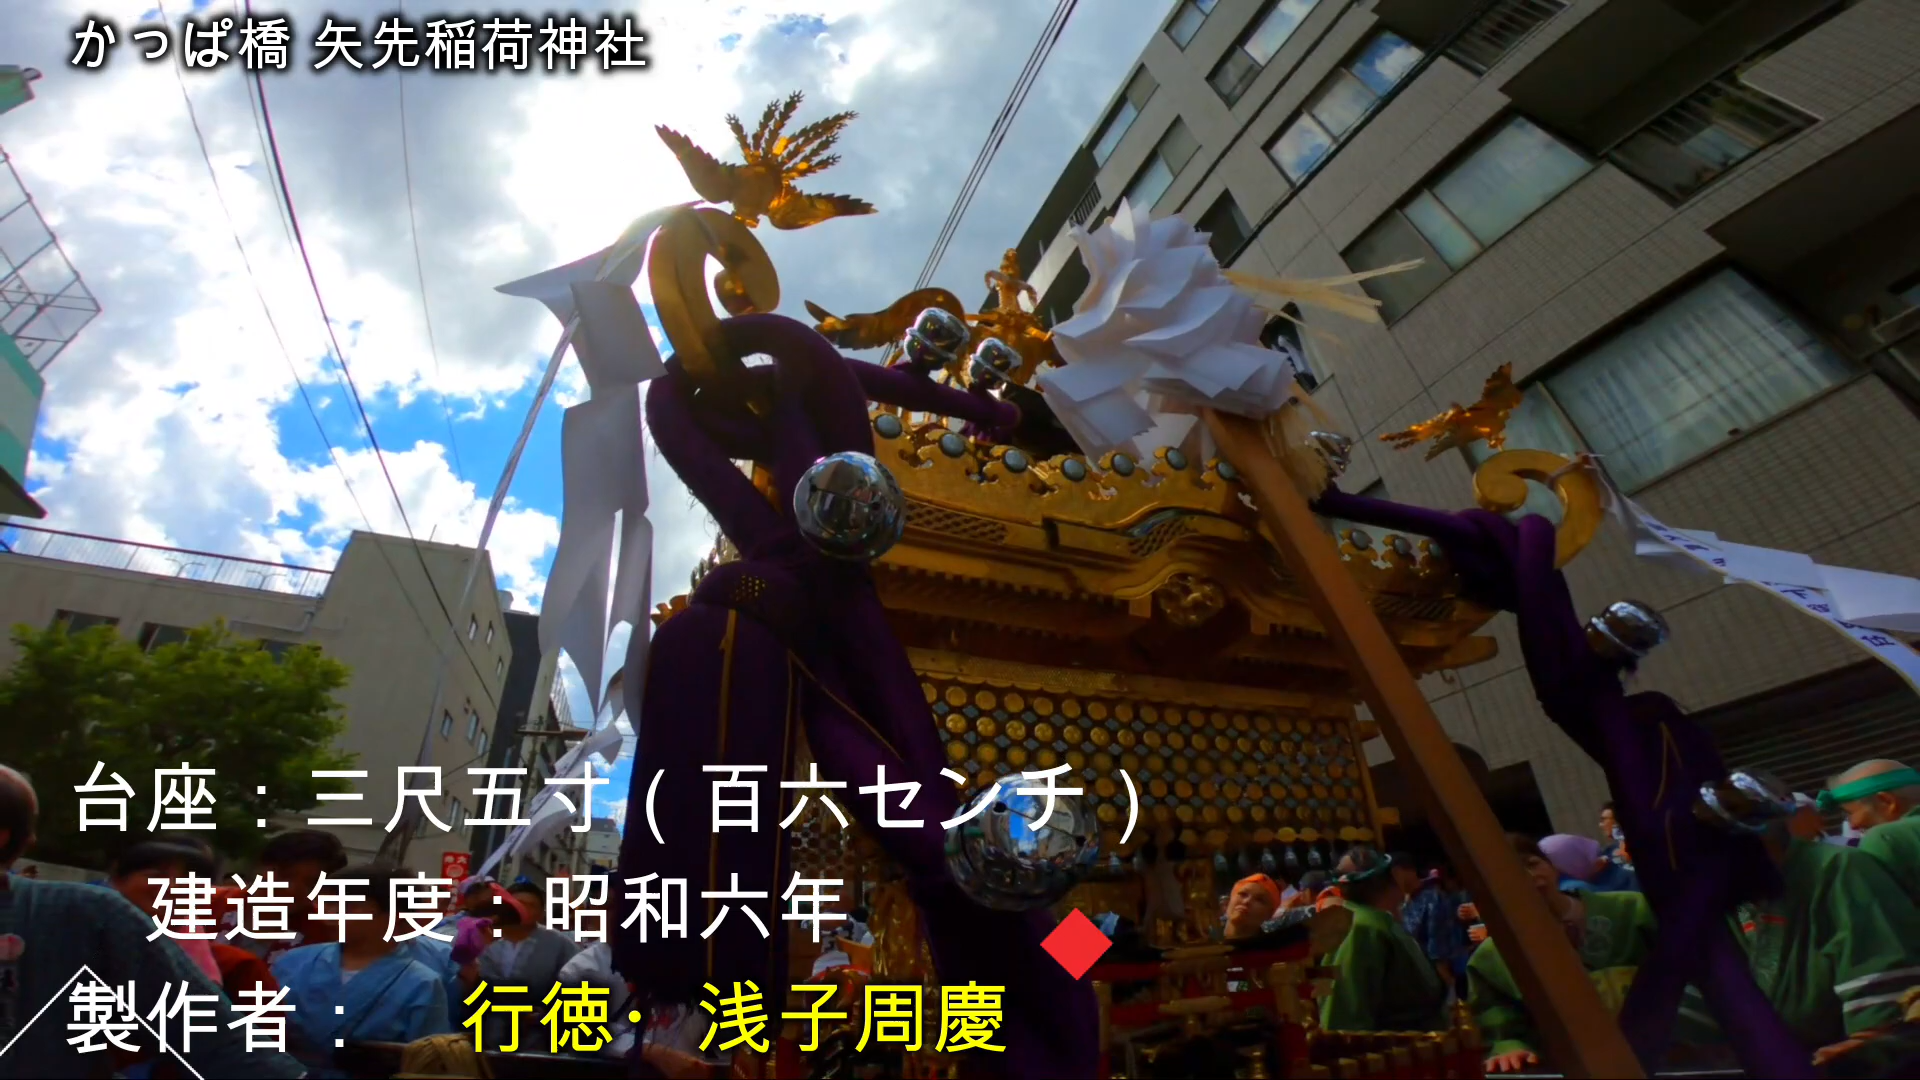 かっぱ橋 矢先稲荷神社
台座：三尺五寸（百六センチ）
建造年度：昭和六年
製作者： 行徳・浅子周慶